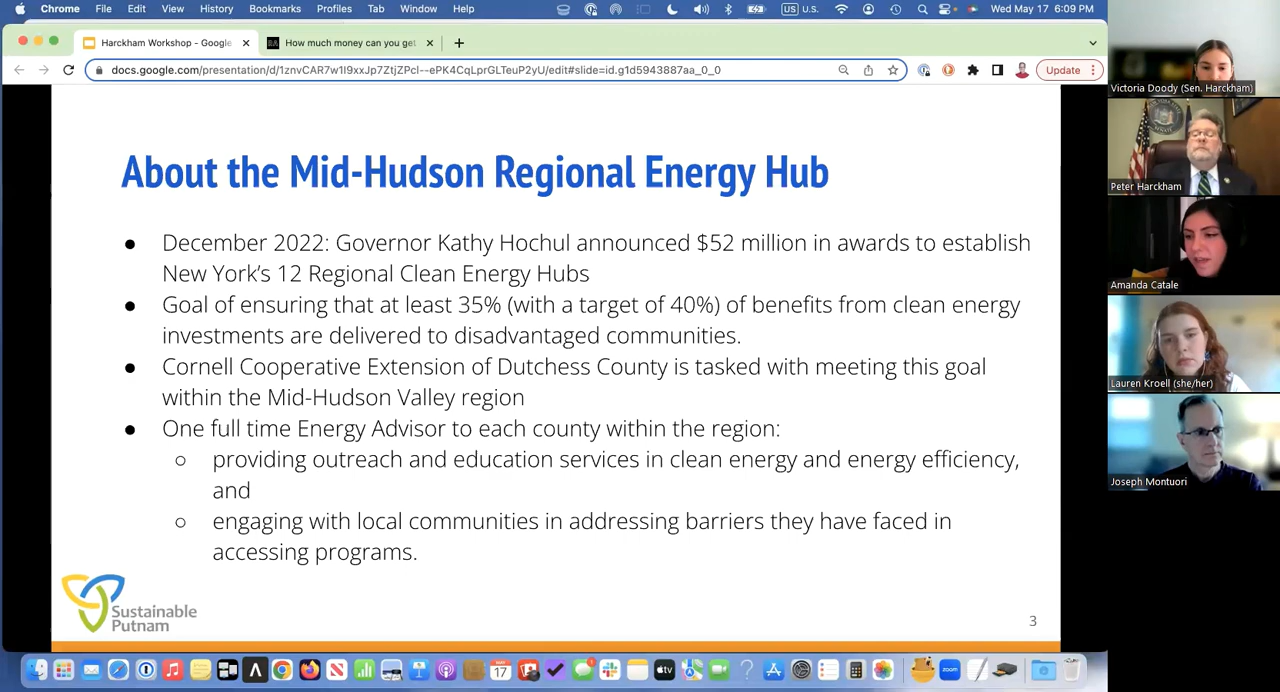 Chrome File Edit View History Bookmarks Profiles Tab Window Help U.S. Wed May 17 6:09 PM
Harckham Workshop - Google How much money can you get
docs.google.com/presentation/d/1znvCAR7w1I9xxJp7ZtjZPcl--ePK4CqLprGLTeuP2yU/edit#slide=id.g1d5943887aa_0_0 Update
About the Mid-Hudson Regional Energy Hub
● December 2022: Governor Kathy Hochul announced $52 million in awards to establish
New York’s 12 Regional Clean Energy Hubs
● Goal of ensuring that at least 35% (with a target of 40%) of benefits from clean energy
investments are delivered to disadvantaged communities.
● Cornell Cooperative Extension of Dutchess County is tasked with meeting this goal
within the Mid-Hudson Valley region
● One full time Energy Advisor to each county within the region:
○ providing outreach and education services in clean energy and energy efficiency,
and
○ engaging with local communities in addressing barriers they have faced in
accessing programs.
Sustainable
Putnam
3
Victoria Doody (Sen. Harckham)
Peter Harckham
Amanda Catale
Lauren Kroell (she/her)
Joseph Montuori
17
tv
zoom